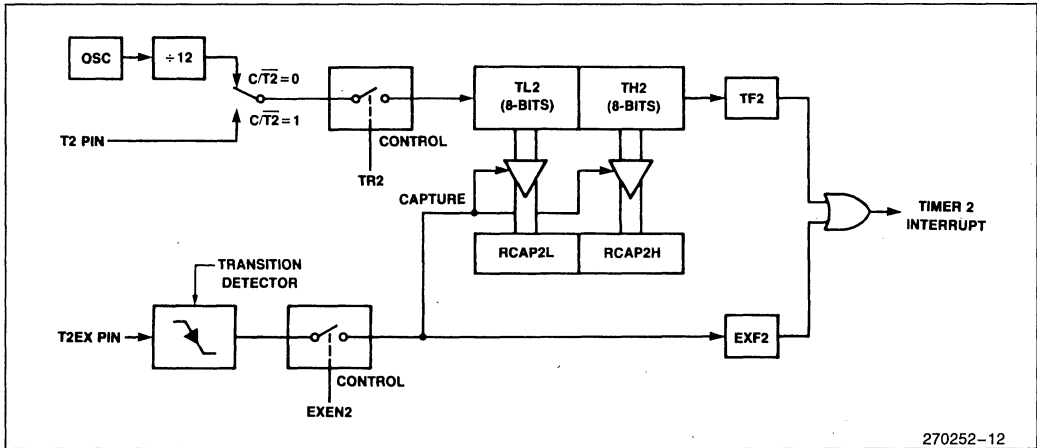 OSC
÷12
C/T2̅=0
C/T2̅=1
T2 PIN
CONTROL
TR2
TL2
(8-BITS)
TH2
(8-BITS)
TF2
CAPTURE
RCAP2L
RCAP2H
TIMER 2
INTERRUPT
TRANSITION
DETECTOR
T2EX PIN
CONTROL
EXEN2
EXF2
270252–12